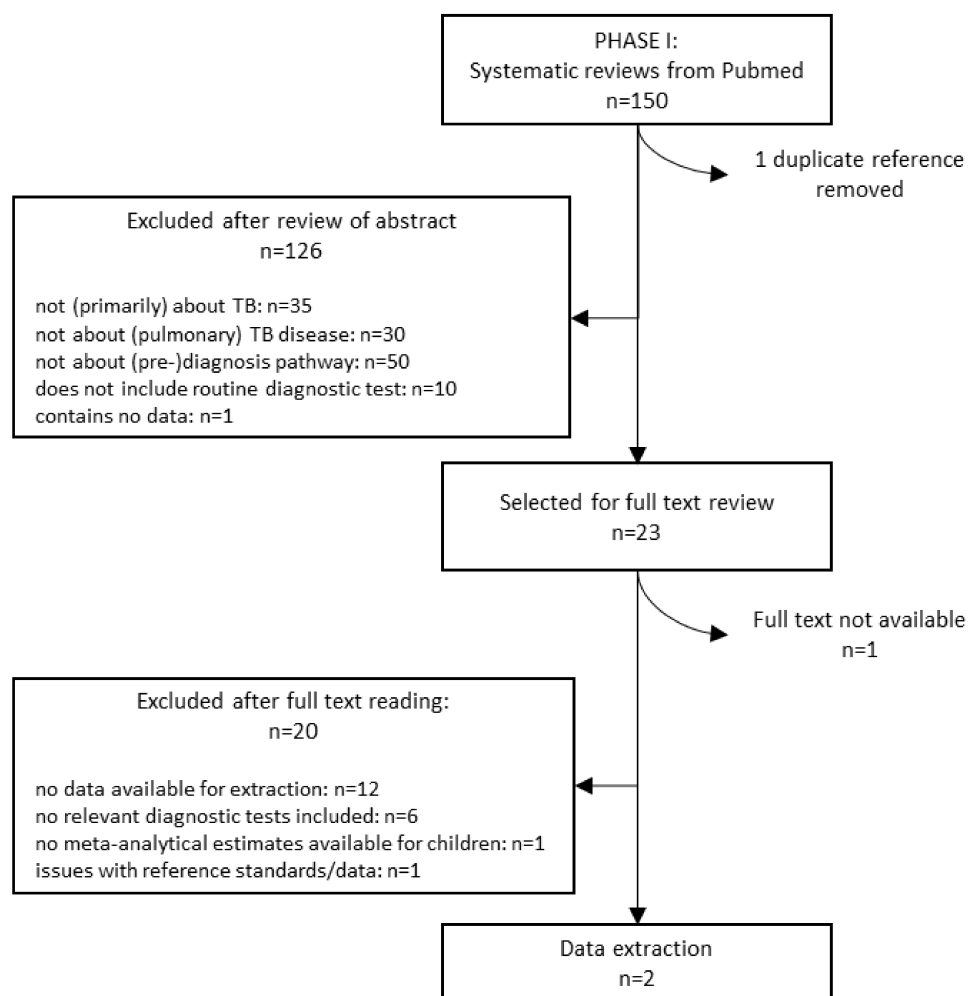 PHASE I:
Systematic reviews from Pubmed
n=150
1 duplicate reference
removed
Excluded after review of abstract
n=126
not (primarily) about TB: n=35
not about (pulmonary) TB disease: n=30
not about (pre-)diagnosis pathway: n=50
does not include routine diagnostic test: n=10
contains no data: n=1
Selected for full text review
n=23
Full text not available
n=1
Excluded after full text reading:
n=20
no data available for extraction: n=12
no relevant diagnostic tests included: n=6
no meta-analytical estimates available for children: n=1
issues with reference standards/data: n=1
Data extraction
n=2